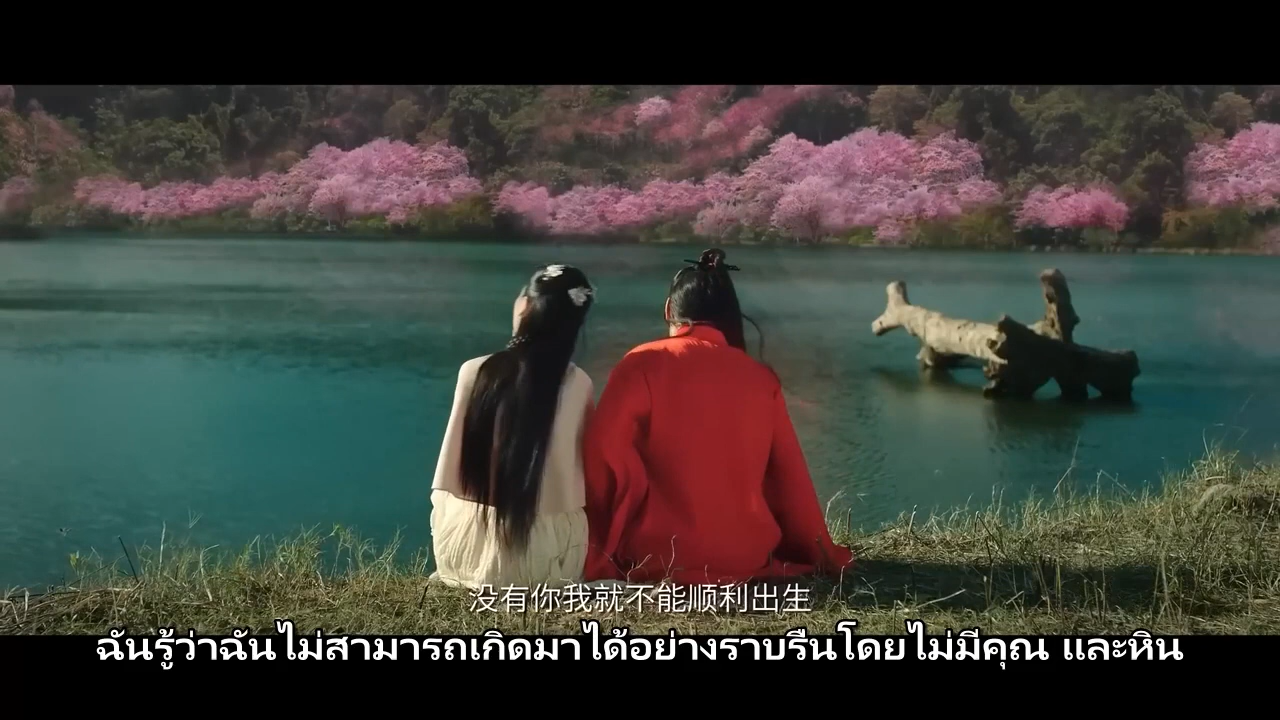 没有你我就不能顺利出生
ฉันรู้ว่าฉันไม่สามารถเกิดมาได้อย่างราบรื่นโดยไม่มีคุณ และหิน